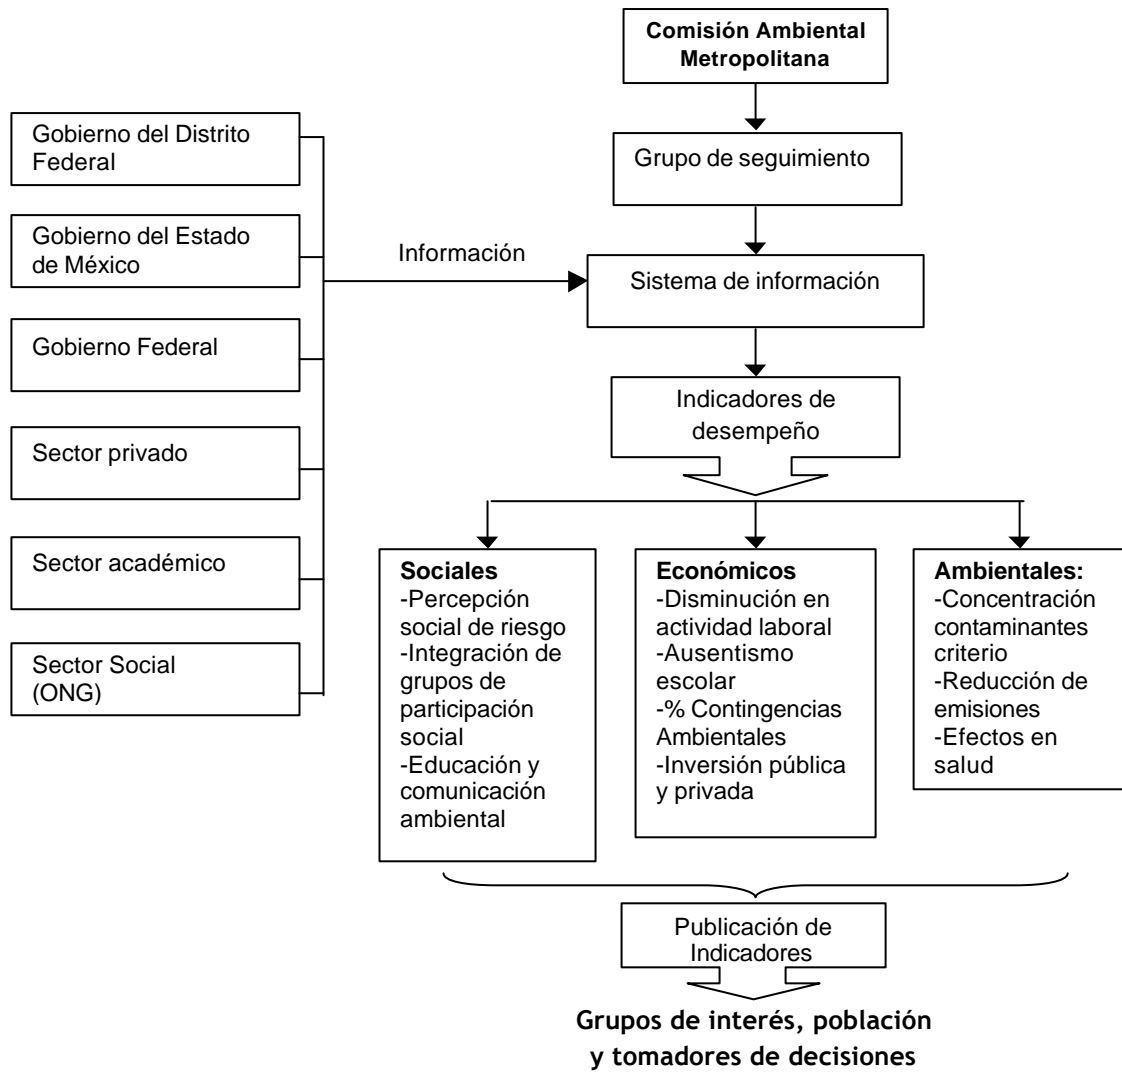 Comisión Ambiental
Metropolitana
Gobierno del Distrito
Federal
Grupo de seguimiento
Gobierno del Estado
de México
Información
Sistema de información
Gobierno Federal
Indicadores de
desempeño
Sector privado
Sector académico
Sector Social
(ONG)
Sociales
-Percepción
social de riesgo
-Integración de
grupos de
participación
social
-Educación y
comunicación
ambiental
Económicos
-Disminución en
actividad laboral
-Ausentismo
escolar
-% Contingencias
Ambientales
-Inversión pública
y privada
Ambientales:
-Concentración
contaminantes
criterio
-Reducción de
emisiones
-Efectos en
salud
Publicación de
Indicadores
Grupos de interés, población
y tomadores de decisiones